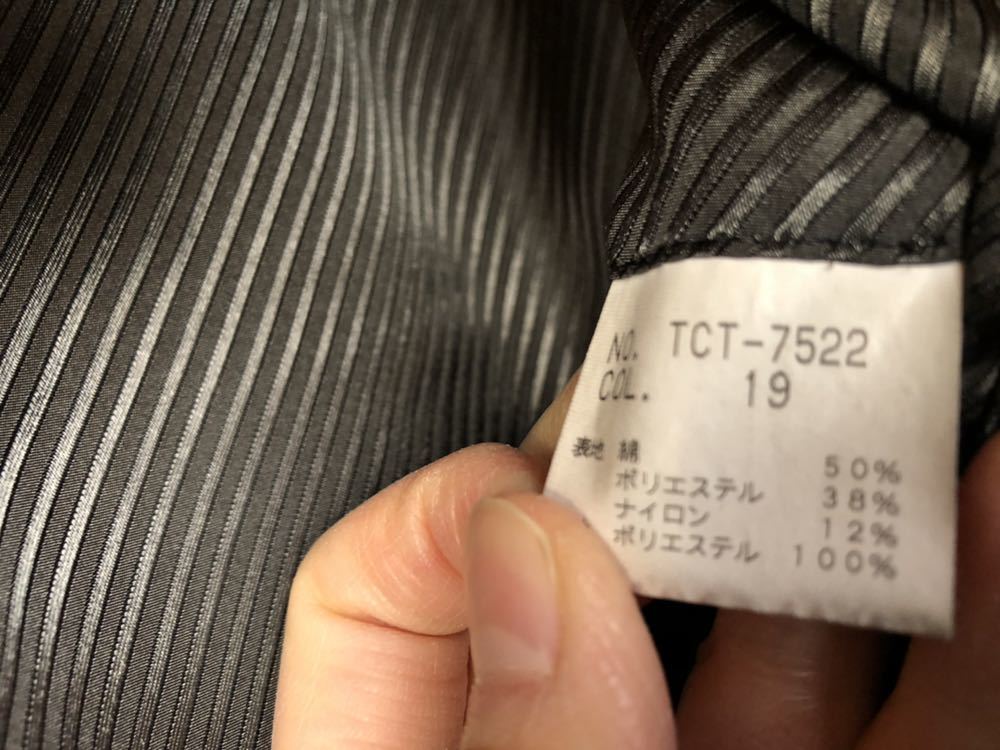 NO. TCT-7522
COL. 19
表地 綿 50%
ポリエステル 38%
ナイロン 12%
ポリエステル 100%